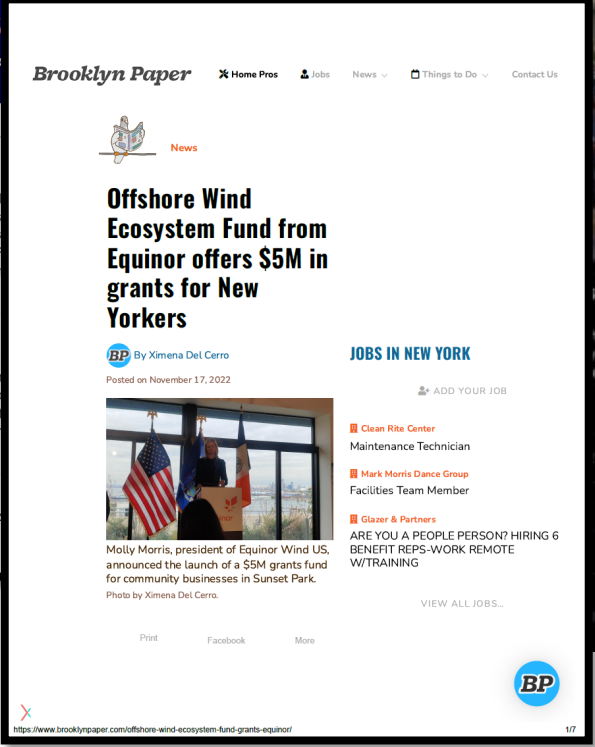 Brooklyn Paper
Home Pros
Jobs
News
Things to Do
Contact Us
News
Offshore Wind
Ecosystem Fund from
Equinor offers $5M in
grants for New
Yorkers
BP By Ximena Del Cerro
Posted on November 17, 2022
Molly Morris, president of Equinor Wind US,
announced the launch of a $5M grants fund
for community businesses in Sunset Park.
Photo by Ximena Del Cerro.
Print
Facebook
More
JOBS IN NEW YORK
ADD YOUR JOB
Clean Rite Center
Maintenance Technician
Mark Morris Dance Group
Facilities Team Member
Glazer & Partners
ARE YOU A PEOPLE PERSON? HIRING 6
BENEFIT REPS-WORK REMOTE
W/TRAINING
VIEW ALL JOBS...
BP
https://www.brooklynpaper.com/offshore-wind-ecosystem-fund-grants-equinor/
1/7